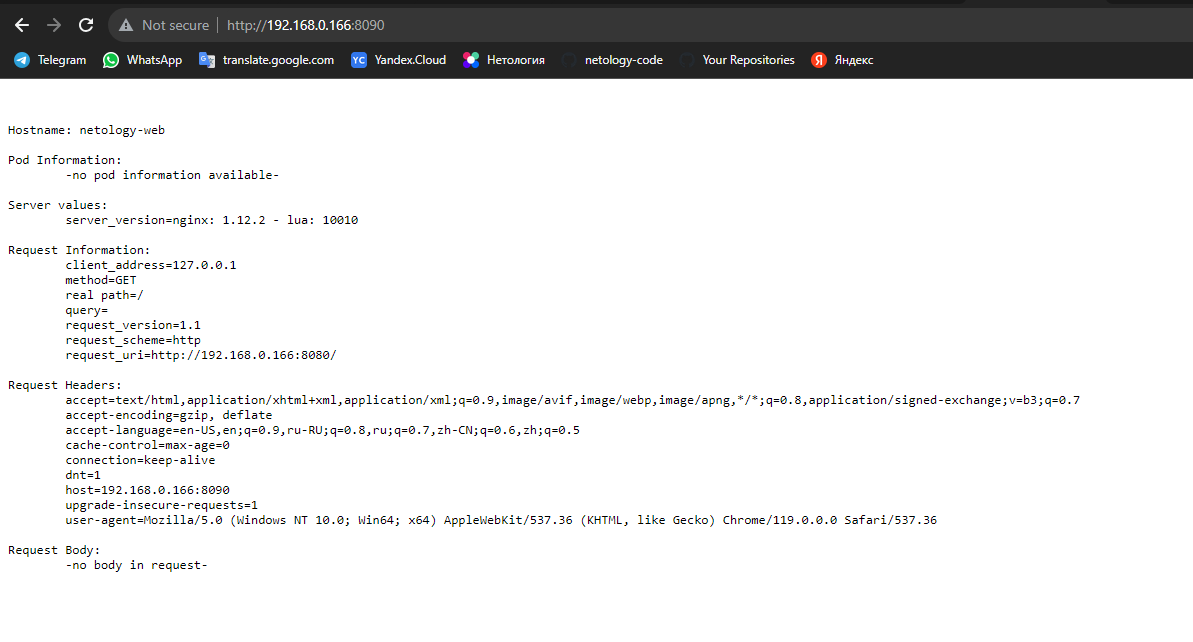 Not secure http://192.168.0.166:8090
Telegram WhatsApp translate.google.com YC Yandex.Cloud Нетология netology-code Your Repositories Я Яндекс
Hostname: netology-web
Pod Information:
-no pod information available-
Server values:
server_version=nginx: 1.12.2 - lua: 10010
Request Information:
client_address=127.0.0.1
method=GET
real path=/
query=
request_version=1.1
request_scheme=http
request_uri=http://192.168.0.166:8080/
Request Headers:
accept=text/html,application/xhtml+xml,application/xml;q=0.9,image/avif,image/webp,image/apng,*/*;q=0.8,application/signed-exchange;v=b3;q=0.7
accept-encoding=gzip, deflate
accept-language=en-US,en;q=0.9,ru-RU;q=0.8,ru;q=0.7,zh-CN;q=0.6,zh;q=0.5
cache-control=max-age=0
connection=keep-alive
dnt=1
host=192.168.0.166:8090
upgrade-insecure-requests=1
user-agent=Mozilla/5.0 (Windows NT 10.0; Win64; x64) AppleWebKit/537.36 (KHTML, like Gecko) Chrome/119.0.0.0 Safari/537.36
Request Body:
-no body in request-